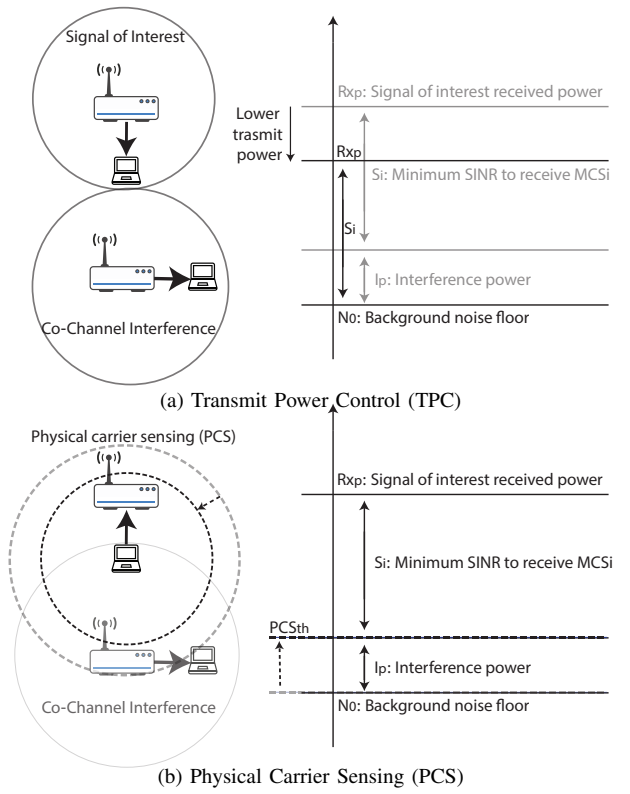 Signal of Interest
Co-Channel Interference
Lower
trasmit
power
Rxp: Signal of interest received power
Rxp
Si: Minimum SINR to receive MCSi
Si
Ip: Interference power
N0: Background noise floor
(a) Transmit Power Control (TPC)
Physical carrier sensing (PCS)
Co-Channel Interference
Rxp: Signal of interest received power
Si: Minimum SINR to receive MCSi
PCSth
Ip: Interference power
N0: Background noise floor
(b) Physical Carrier Sensing (PCS)